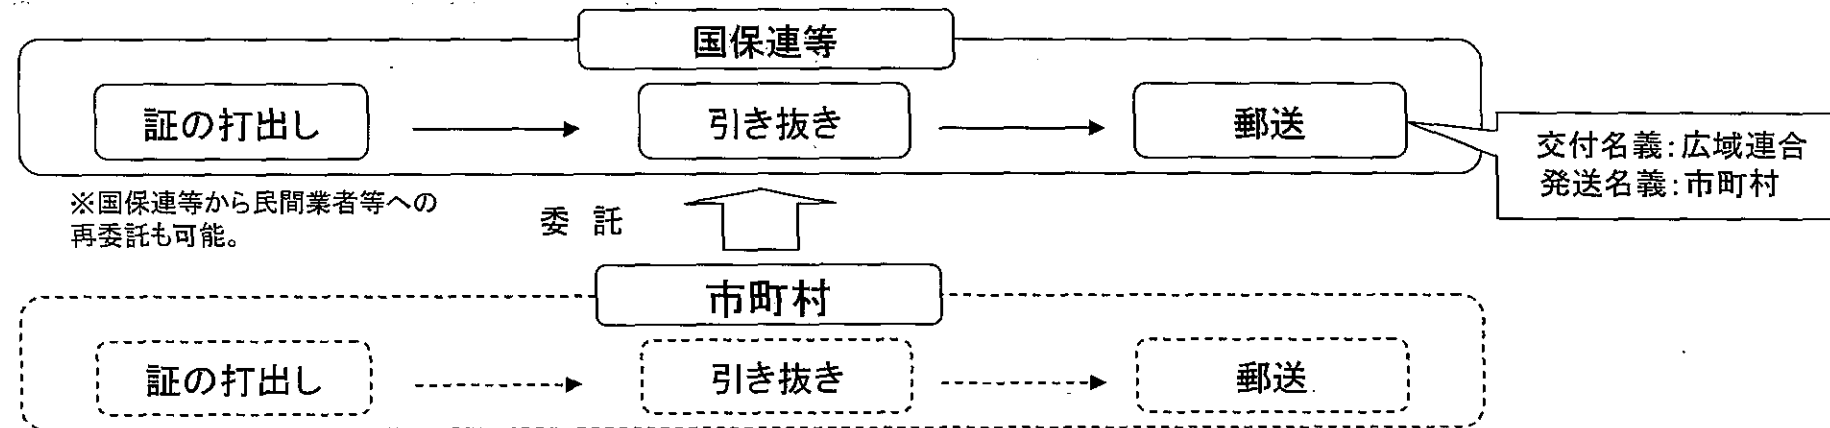 国保連等
証の打出し
引き抜き
郵送
交付名義:広域連合
発送名義:市町村
※国保連等から民間業者等への
再委託も可能。
委 託
市町村
証の打出し
引き抜き
郵送